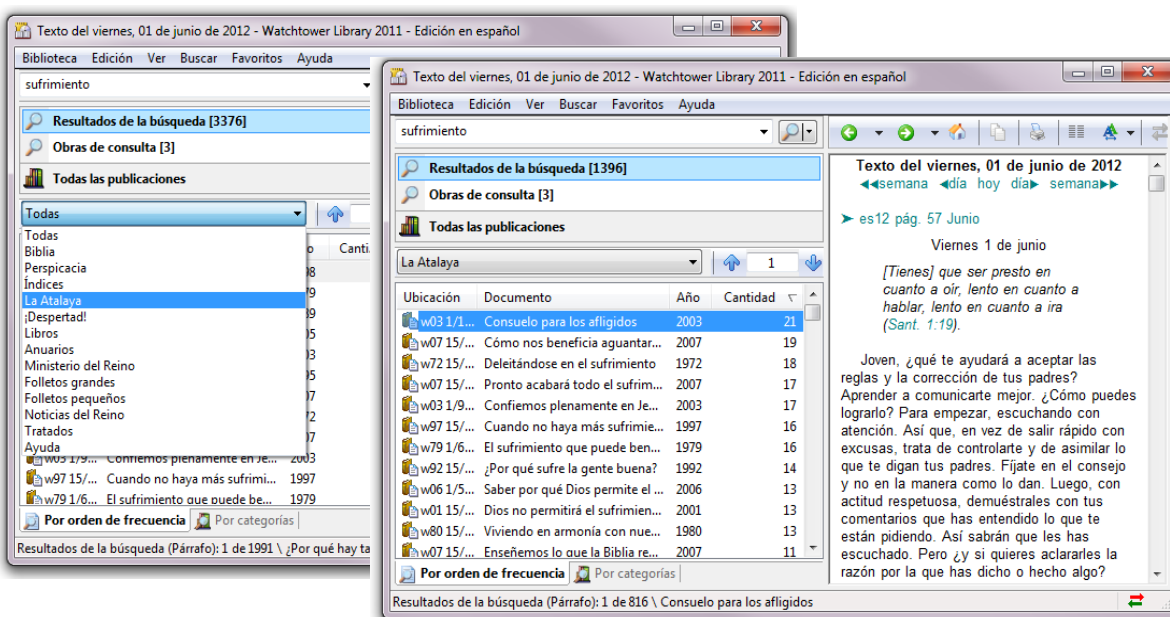 Texto del viernes, 01 de junio de 2012 - Watchtower Library 2011 - Edición en español
Biblioteca Edición Ver Buscar Favoritos Ayuda
sufrimiento
Resultados de la búsqueda [3376]
Obras de consulta [3]
Todas las publicaciones
Todas
Todas
Biblia
Perspicacia
Índices
La Atalaya
¡Despertad!
Libros
Anuarios
Ministerio del Reino
Folletos grandes
Folletos pequeños
Noticias del Reino
Tratados
Ayuda
w03 1/9... Confiemos plenamente en Je... 2003
w97 15/... Cuando no haya más sufrimi... 1997
w79 1/6... El sufrimiento que puede be... 1979
Por orden de frecuencia Por categorías
Resultados de la búsqueda (Párrafo): 1 de 1991 \ ¿Por qué hay ta
Texto del viernes, 01 de junio de 2012 - Watchtower Library 2011 - Edición en español
Biblioteca Edición Ver Buscar Favoritos Ayuda
sufrimiento
Resultados de la búsqueda [1396]
Obras de consulta [3]
Todas las publicaciones
La Atalaya 1
Ubicación Documento Año Cantidad
w03 1/1... Consuelo para los afligidos 2003 21
w07 15/... Cómo nos beneficia aguantar... 2007 19
w72 15/... Deleitándose en el sufrimiento 1972 18
w07 15/... Pronto acabará todo el sufrim... 2007 17
w03 1/9... Confiemos plenamente en Je... 2003 17
w97 15/... Cuando no haya más sufrimie... 1997 16
w79 1/6... El sufrimiento que puede ben... 1979 16
w92 15/... ¿Por qué sufre la gente buena? 1992 14
w06 1/5... Saber por qué Dios permite el ... 2006 13
w01 15/... Dios no permitirá el sufrimien... 2001 13
w80 15/... Viviendo en armonía con nue... 1980 13
w07 15/... Enseñemos lo que la Biblia re... 2007 11
Por orden de frecuencia Por categorías
Resultados de la búsqueda (Párrafo): 1 de 816 \ Consuelo para los afligidos
Texto del viernes, 01 de junio de 2012
semana día hoy día semana
es12 pág. 57 Junio
Viernes 1 de junio
[Tienes] que ser presto en
cuanto a oír, lento en cuanto a
hablar, lento en cuanto a ira
(Sant. 1:19).
Joven, ¿qué te ayudará a aceptar las
reglas y la corrección de tus padres?
Aprender a comunicarte mejor. ¿Cómo puedes
lograrlo? Para empezar, escuchando con
atención. Así que, en vez de salir rápido con
excusas, trata de controlarte y de asimilar lo
que te digan tus padres. Fíjate en el consejo
y no en la manera como lo dan. Luego, con
actitud respetuosa, demuéstrales con tus
comentarios que has entendido lo que te
están pidiendo. Así sabrán que les has
escuchado. Pero ¿y si quieres aclararles la
razón por la que has dicho o hecho algo?